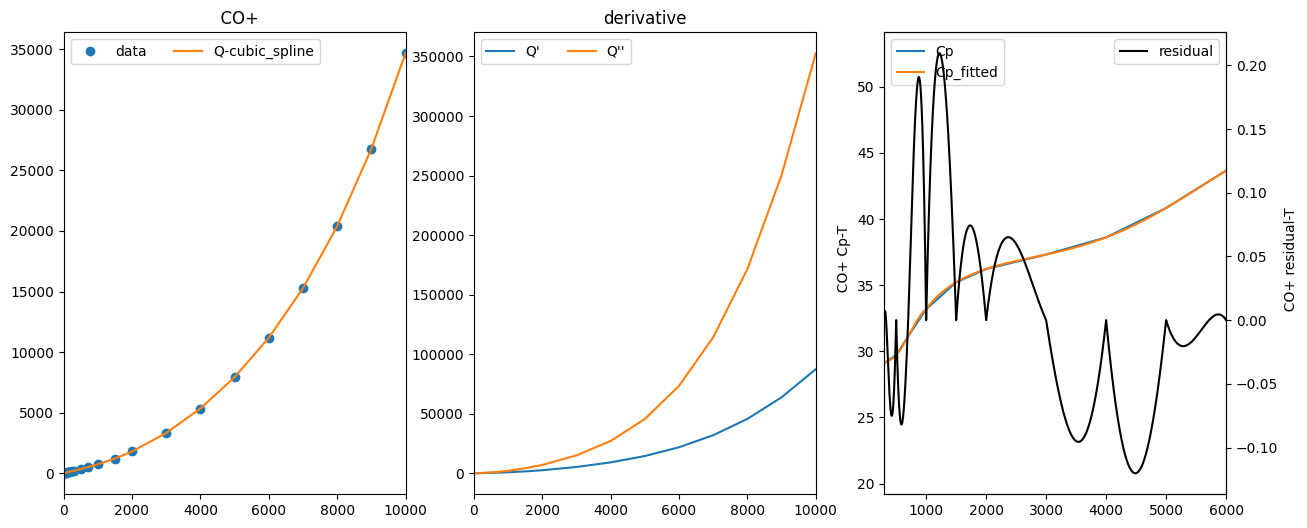 CO+
data
Q-cubic_spline
35000
30000
25000
20000
15000
10000
5000
0
0 2000 4000 6000 8000 10000
derivative
Q'
Q''
350000
300000
250000
200000
150000
100000
50000
0
0 2000 4000 6000 8000 10000
Cp
Cp_fitted
residual
CO+ Cp-T
50
45
40
35
30
25
20
1000 2000 3000 4000 5000 6000
0.20
0.15
0.10
0.05
0.00
−0.05
−0.10
CO+ residual-T